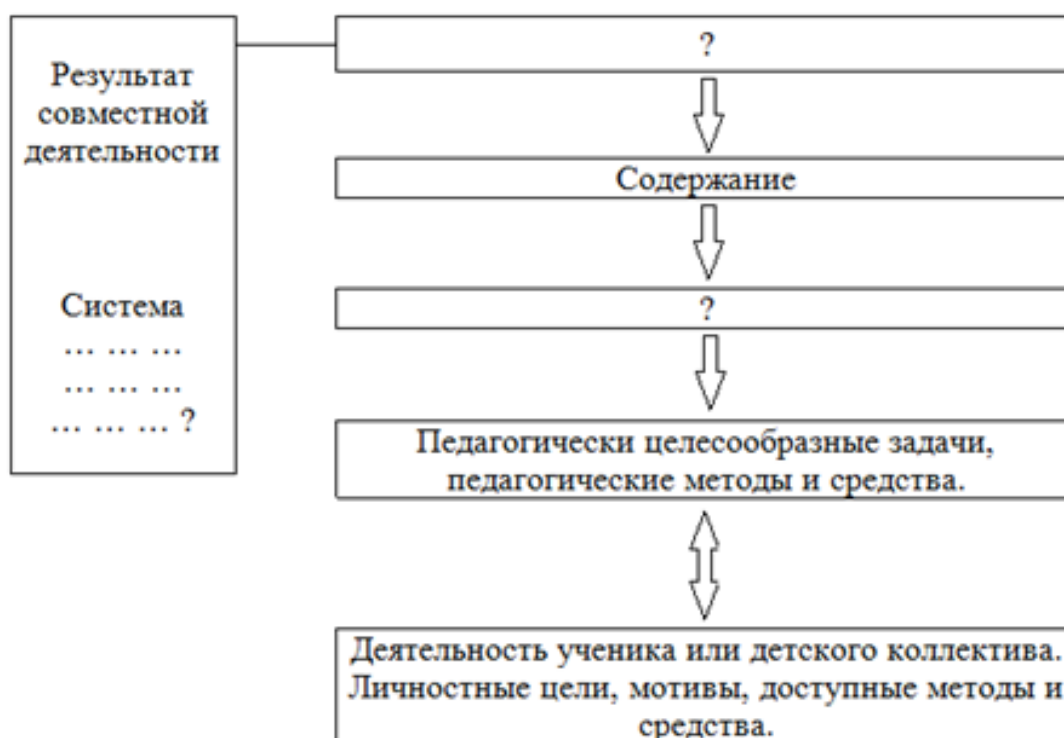 Результат
совместной
деятельности
Система
... ... ...
... ... ...
... ... ... ?
?
Содержание
?
Педагогически целесообразные задачи,
педагогические методы и средства.
Деятельность ученика или детского коллектива.
Личностные цели, мотивы, доступные методы и
средства.